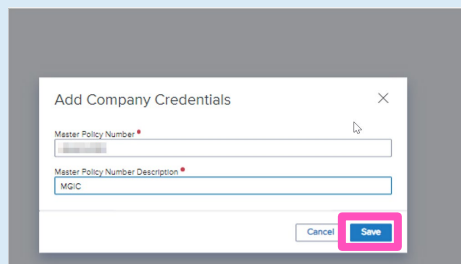 Add Company Credentials
Master Policy Number *
Master Policy Number Description *
MGIC
Cancel Save